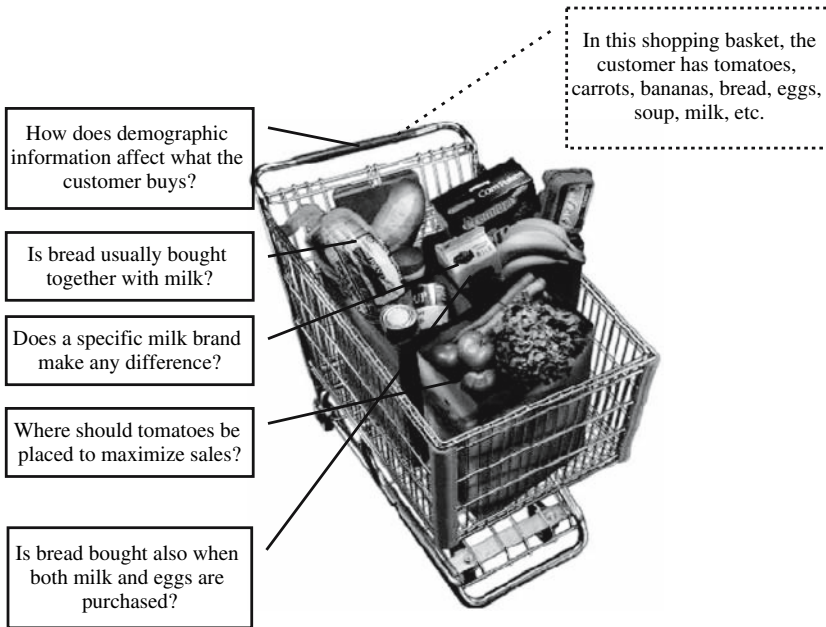 In this shopping basket, the
customer has tomatoes,
carrots, bananas, bread, eggs,
soup, milk, etc.
How does demographic
information affect what the
customer buys?
Is bread usually bought
together with milk?
Does a specific milk brand
make any difference?
Where should tomatoes be
placed to maximize sales?
Is bread bought also when
both milk and eggs are
purchased?